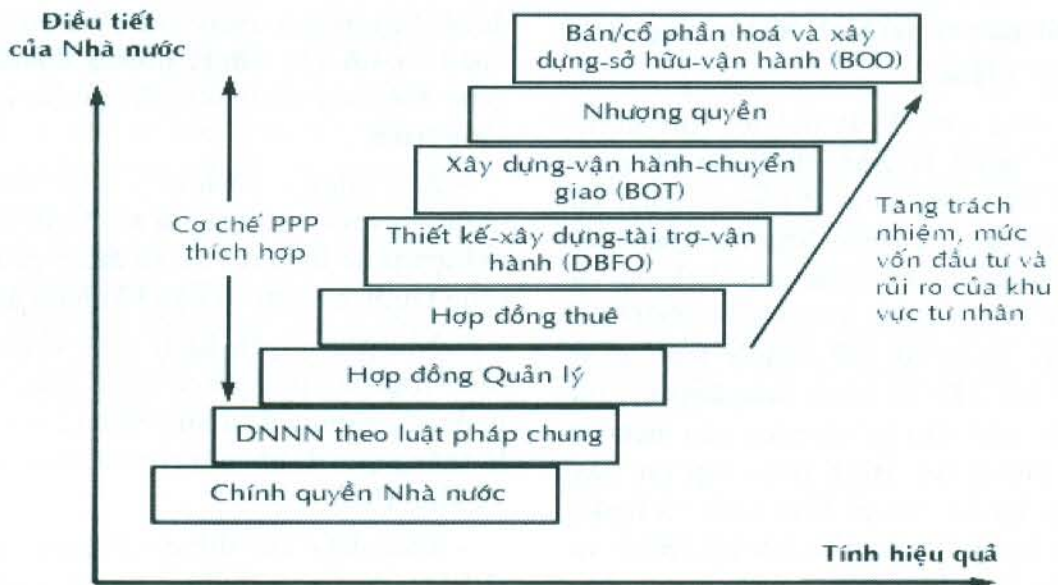 Điều tiết
của Nhà nước
Bán/cổ phần hoá và xây
dựng-sở hữu-vận hành (BOO)
Nhượng quyền
Xây dựng-vận hành-chuyển
giao (BOT)
Cơ chế PPP
thích hợp
Thiết kế-xây dựng-tài trợ-vận
hành (DBFO)
Tăng trách
nhiệm, mức
vốn đầu tư và
rủi ro của khu
vực tư nhân
Hợp đồng thuê
Hợp đồng Quản lý
DNNN theo luật pháp chung
Chính quyền Nhà nước
Tính hiệu quả